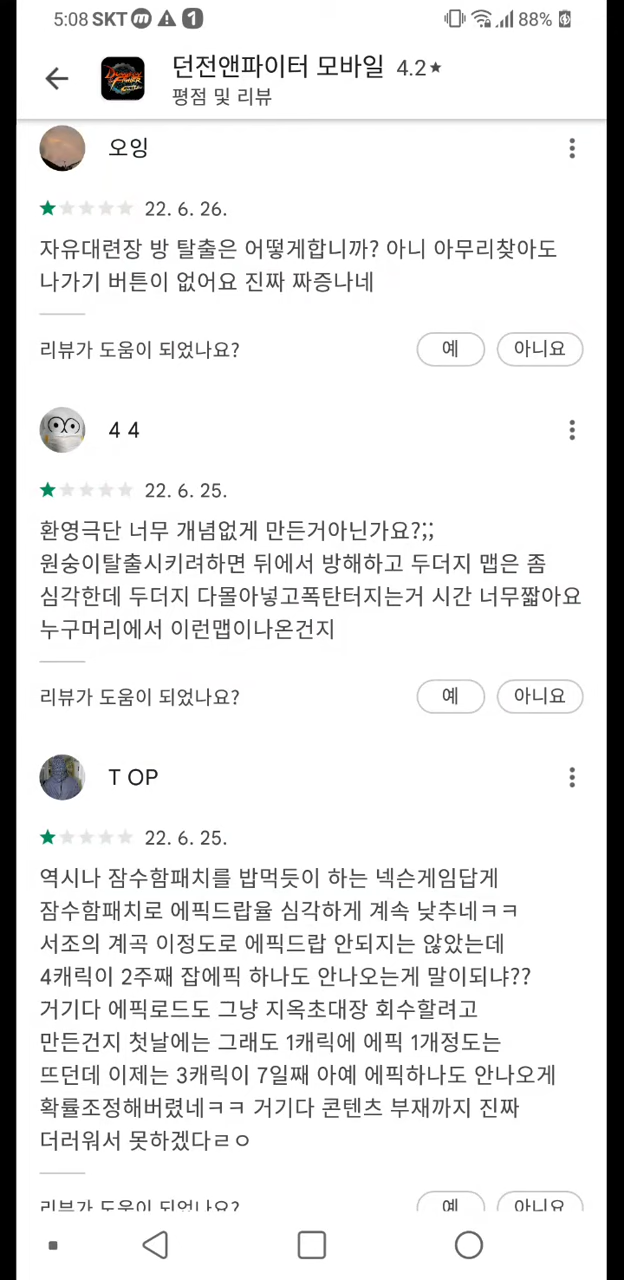 5:08 SKT m 1 88%
던전앤파이터 모바일 4.2★
평점 및 리뷰
오잉
22. 6. 26.
자유대련장 방 탈출은 어떻게합니까? 아니 아무리찾아도
나가기 버튼이 없어요 진짜 짜증나네
리뷰가 도움이 되었나요? 예 아니요
4 4
22. 6. 25.
환영극단 너무 개념없게 만든거아닌가요?;;
원숭이탈출시키려하면 뒤에서 방해하고 두더지 맵은 좀
심각한데 두더지 다몰아넣고폭탄터지는거 시간 너무짧아요
누구머리에서 이런맵이나온건지
리뷰가 도움이 되었나요? 예 아니요
T OP
22. 6. 25.
역시나 잠수함패치를 밥먹듯이 하는 넥슨게임답게
잠수함패치로 에픽드랍율 심각하게 계속 낮추네ㅋㅋ
서조의 계곡 이정도로 에픽드랍 안되지는 않았는데
4캐릭이 2주째 잡에픽 하나도 안나오는게 말이되냐??
거기다 에픽로드도 그냥 지옥초대장 회수할려고
만든건지 첫날에는 그래도 1캐릭에 에픽 1개정도는
뜨던데 이제는 3캐릭이 7일째 아예 에픽하나도 안나오게
확률조정해버렸네ㅋㅋ 거기다 콘텐츠 부재까지 진짜
더러워서 못하겠다ㄹㅇ
리뷰가 도움이 되었나요? 예 아니요